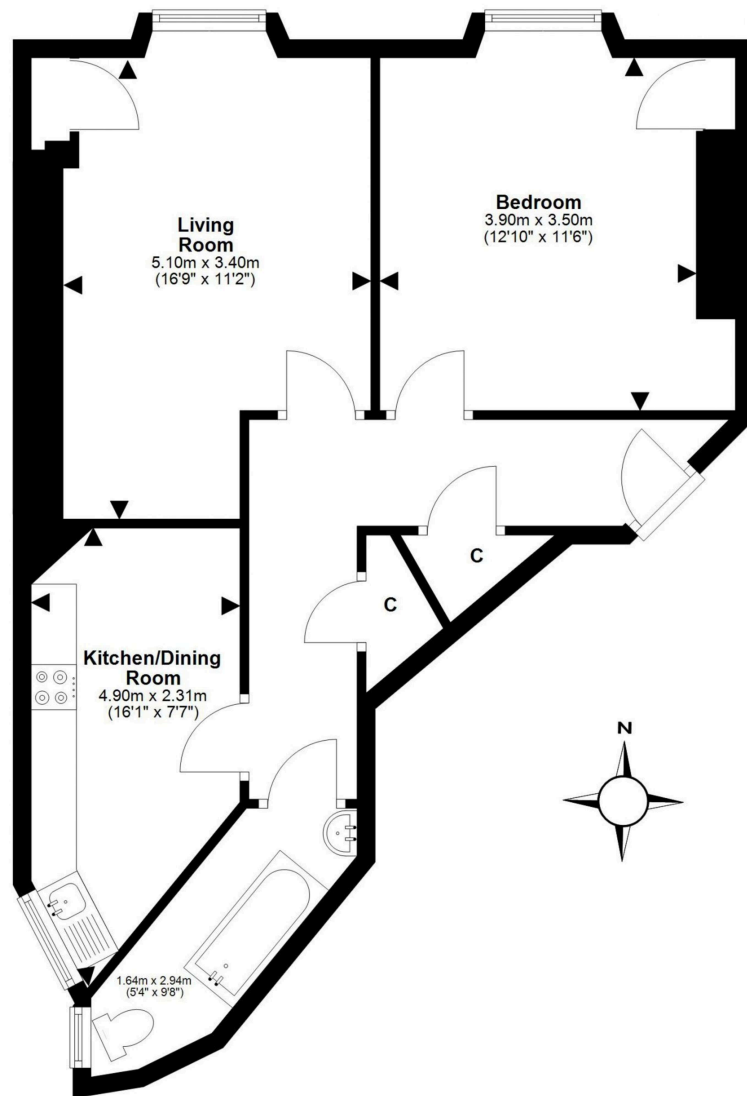 Living
Room
5.10m x 3.40m
(16'9" x 11'2")
Bedroom
3.90m x 3.50m
(12'10" x 11'6")
C
C
Kitchen/Dining
Room
4.90m x 2.31m
(16'1" x 7'7")
N
1.64m x 2.94m
(5'4" x 9'8")